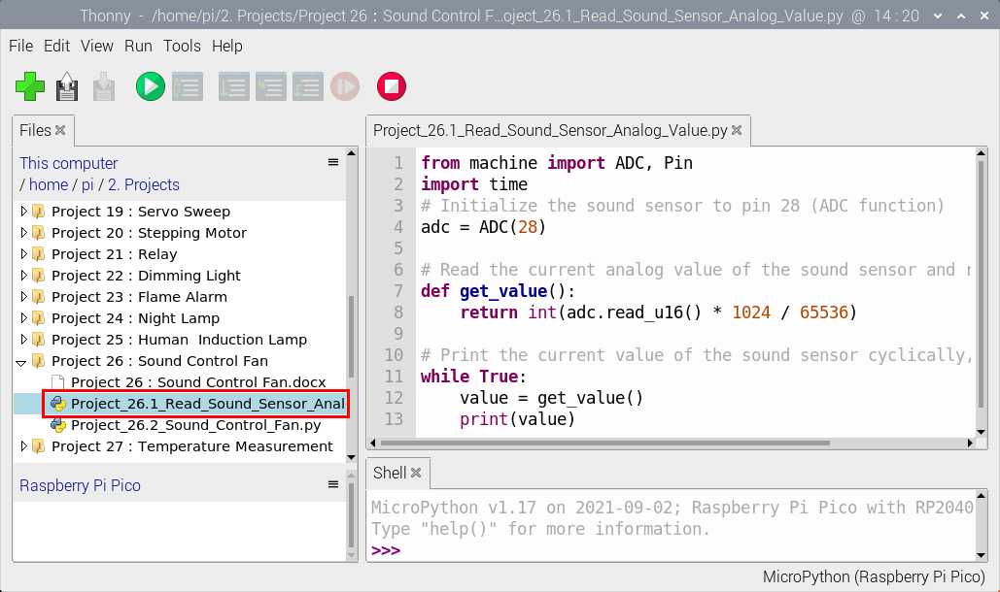 Thonny - /home/pi/2. Projects/Project 26 : Sound Control F...oject_26.1_Read_Sound_Sensor_Analog_Value.py @ 14 : 20
File Edit View Run Tools Help
Files
This computer
/ home / pi / 2. Projects
Project 19 : Servo Sweep
Project 20 : Stepping Motor
Project 21 : Relay
Project 22 : Dimming Light
Project 23 : Flame Alarm
Project 24 : Night Lamp
Project 25 : Human  Induction Lamp
Project 26 : Sound Control Fan
Project 26 : Sound Control Fan.docx
Project_26.1_Read_Sound_Sensor_Anal
Project_26.2_Sound_Control_Fan.py
Project 27 : Temperature Measurement
Raspberry Pi Pico
Project_26.1_Read_Sound_Sensor_Analog_Value.py
1 from machine import ADC, Pin
2 import time
3 # Initialize the sound sensor to pin 28 (ADC function)
4 adc = ADC(28)
5
6 # Read the current analog value of the sound sensor and r
7 def get_value():
8     return int(adc.read_u16() * 1024 / 65536)
9
10 # Print the current value of the sound sensor cyclically,
11 while True:
12     value = get_value()
13     print(value)
Shell
MicroPython v1.17 on 2021-09-02; Raspberry Pi Pico with RP2040
Type "help()" for more information.
>>>
MicroPython (Raspberry Pi Pico)